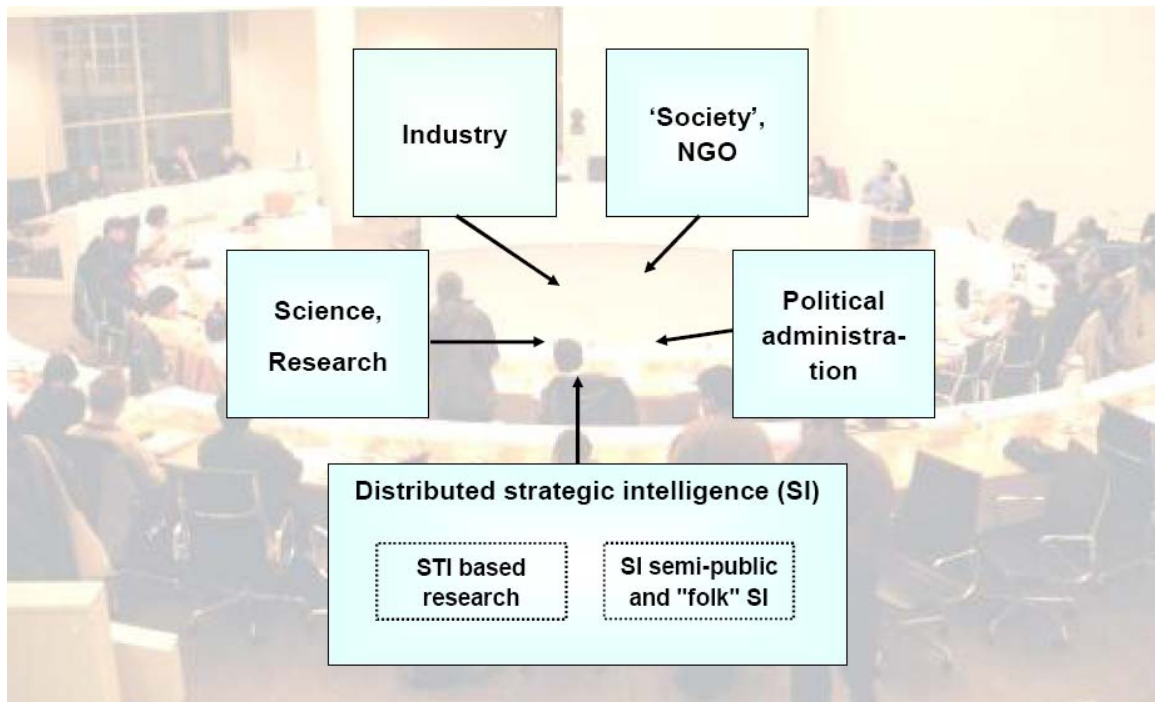 Industry
‘Society’,
NGO
Science,
Research
Political
administra-
tion
Distributed strategic intelligence (SI)
STI based
research
SI semi-public
and "folk" SI